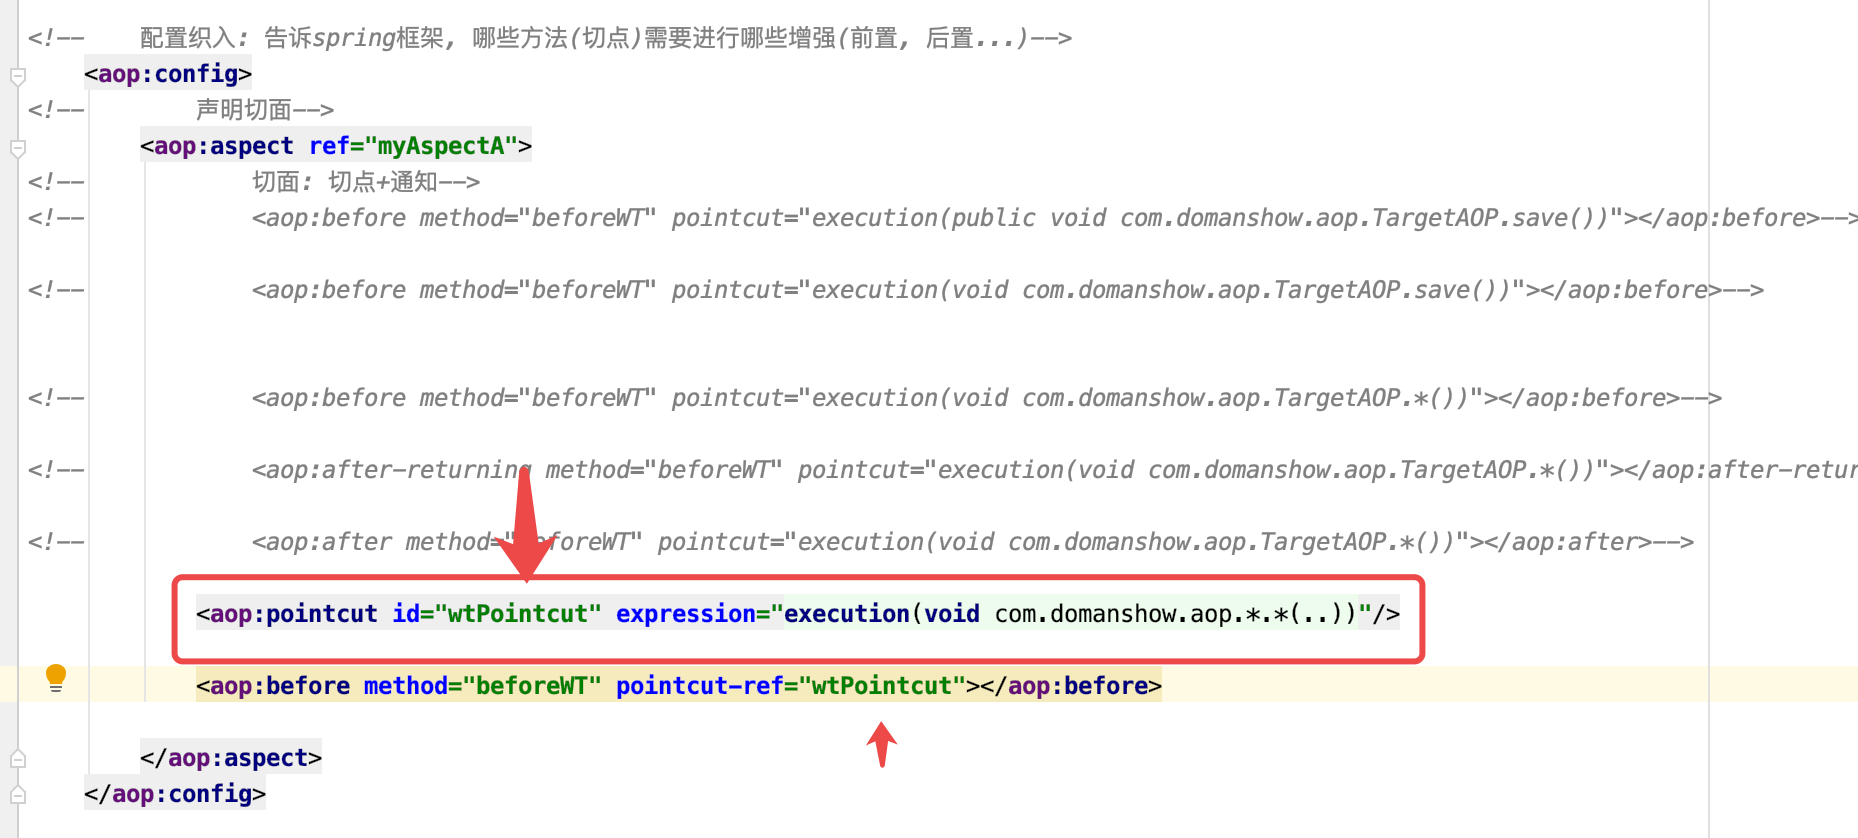 <!--    配置织入: 告诉spring框架, 哪些方法(切点)需要进行哪些增强(前置, 后置...)-->
<aop:config>
<!--        声明切面-->
<aop:aspect ref="myAspectA">
<!--            切面: 切点+通知-->
<!--            <aop:before method="beforeWT" pointcut="execution(public void com.domanshow.aop.TargetAOP.save())"></aop:before>-->
<!--            <aop:before method="beforeWT" pointcut="execution(void com.domanshow.aop.TargetAOP.save())"></aop:before>-->
<!--            <aop:before method="beforeWT" pointcut="execution(void com.domanshow.aop.TargetAOP.*())"></aop:before>-->
<!--            <aop:after-returning method="beforeWT" pointcut="execution(void com.domanshow.aop.TargetAOP.*())"></aop:after-retur
<!--            <aop:after method="beforeWT" pointcut="execution(void com.domanshow.aop.TargetAOP.*())"></aop:after>-->
<aop:pointcut id="wtPointcut" expression="execution(void com.domanshow.aop.*.*(..))"/>
<aop:before method="beforeWT" pointcut-ref="wtPointcut"></aop:before>
</aop:aspect>
</aop:config>